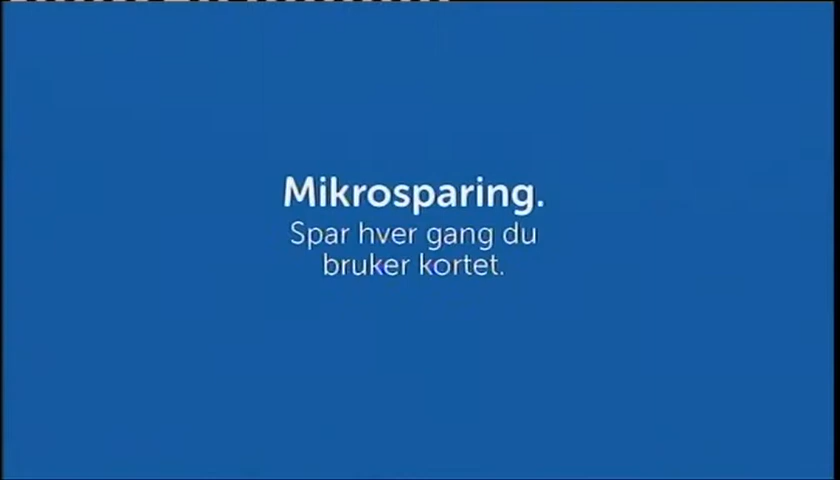 Mikrosparing.
Spar hver gang du
bruker kortet.